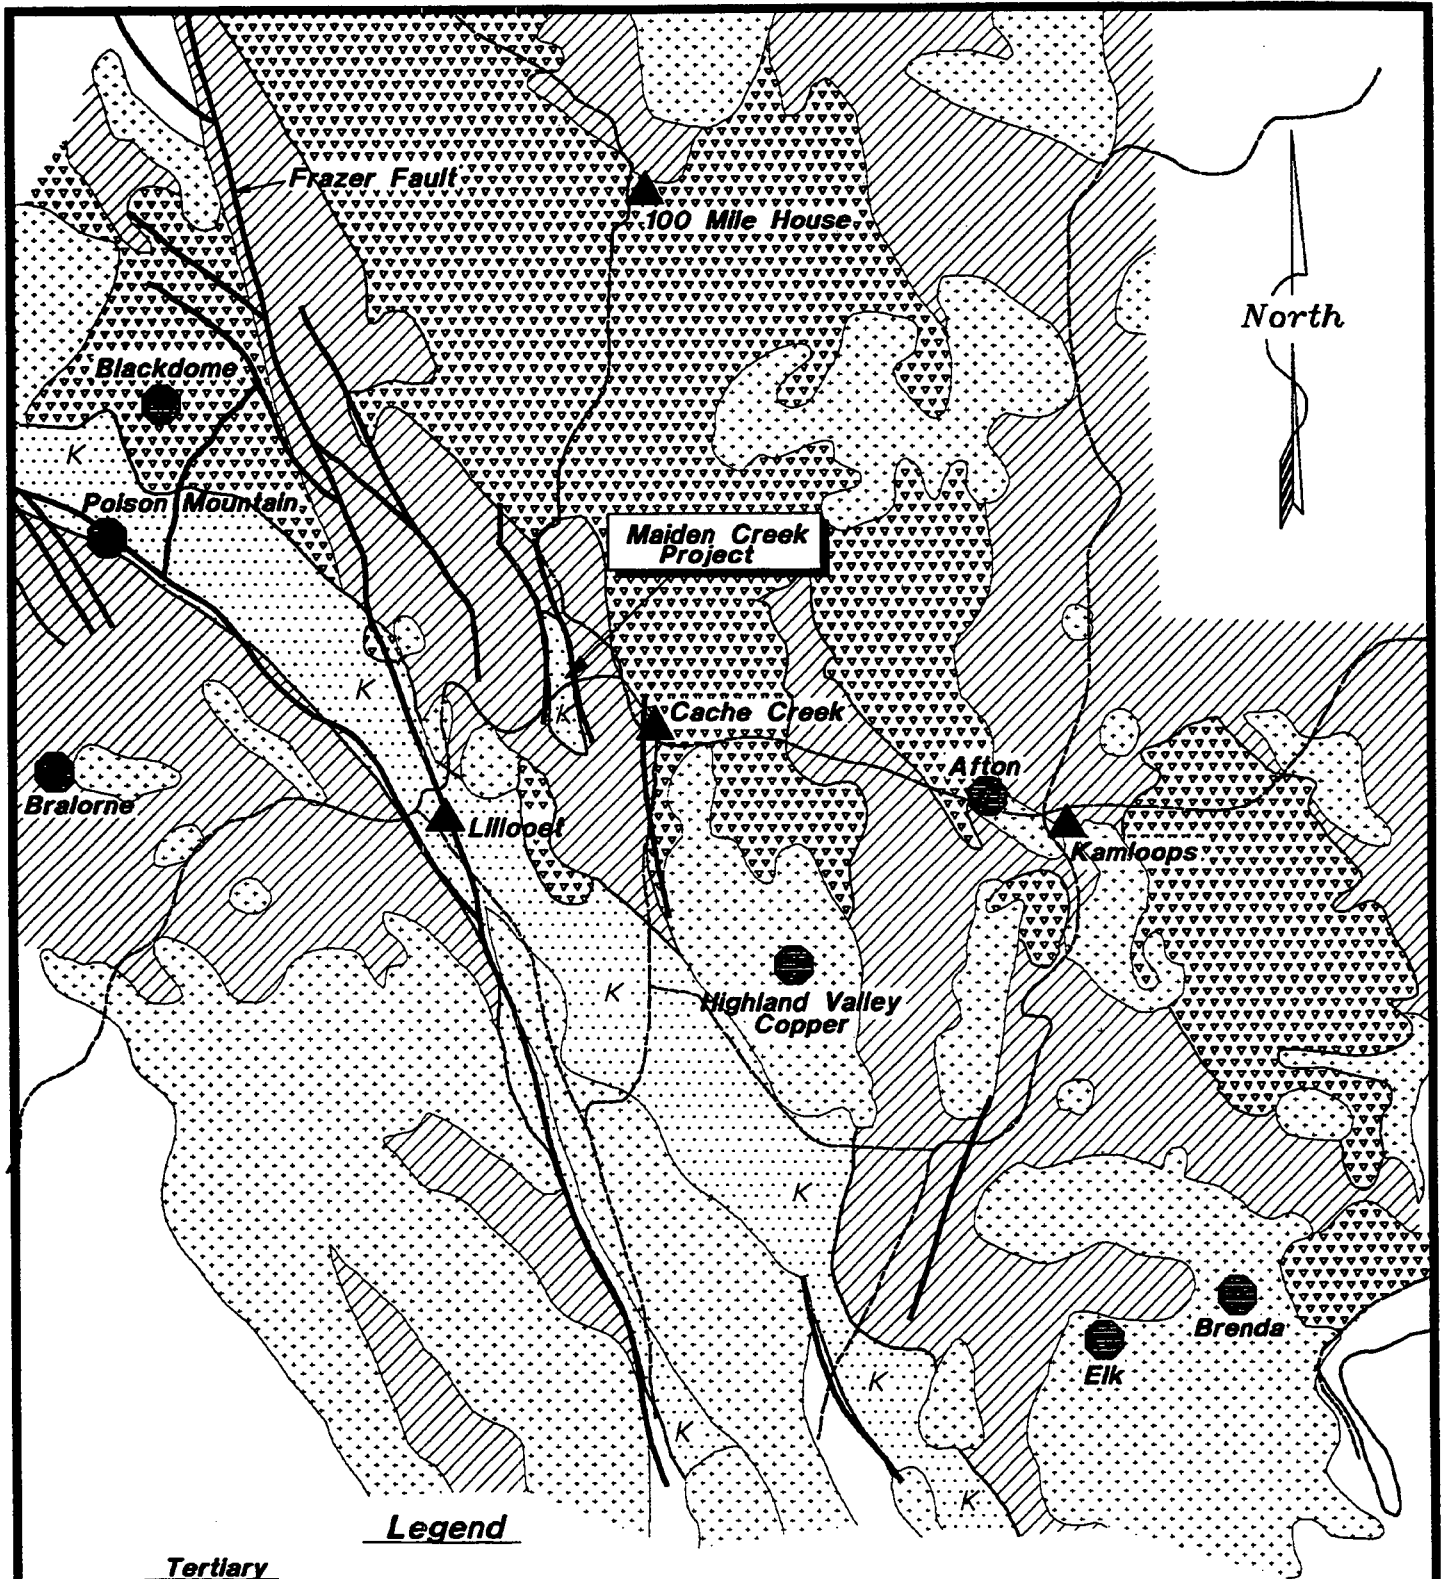 Frazer Fault
100 Mile House
North
Blackdome
K
Poison Mountain
Maiden Creek
Project
K
K
Cache Creek
Afton
Bralorne
Lillooet
Kamloops
K
Highland Valley
Copper
K
Brenda
Elk
K
K
K
Legend
Tertiary